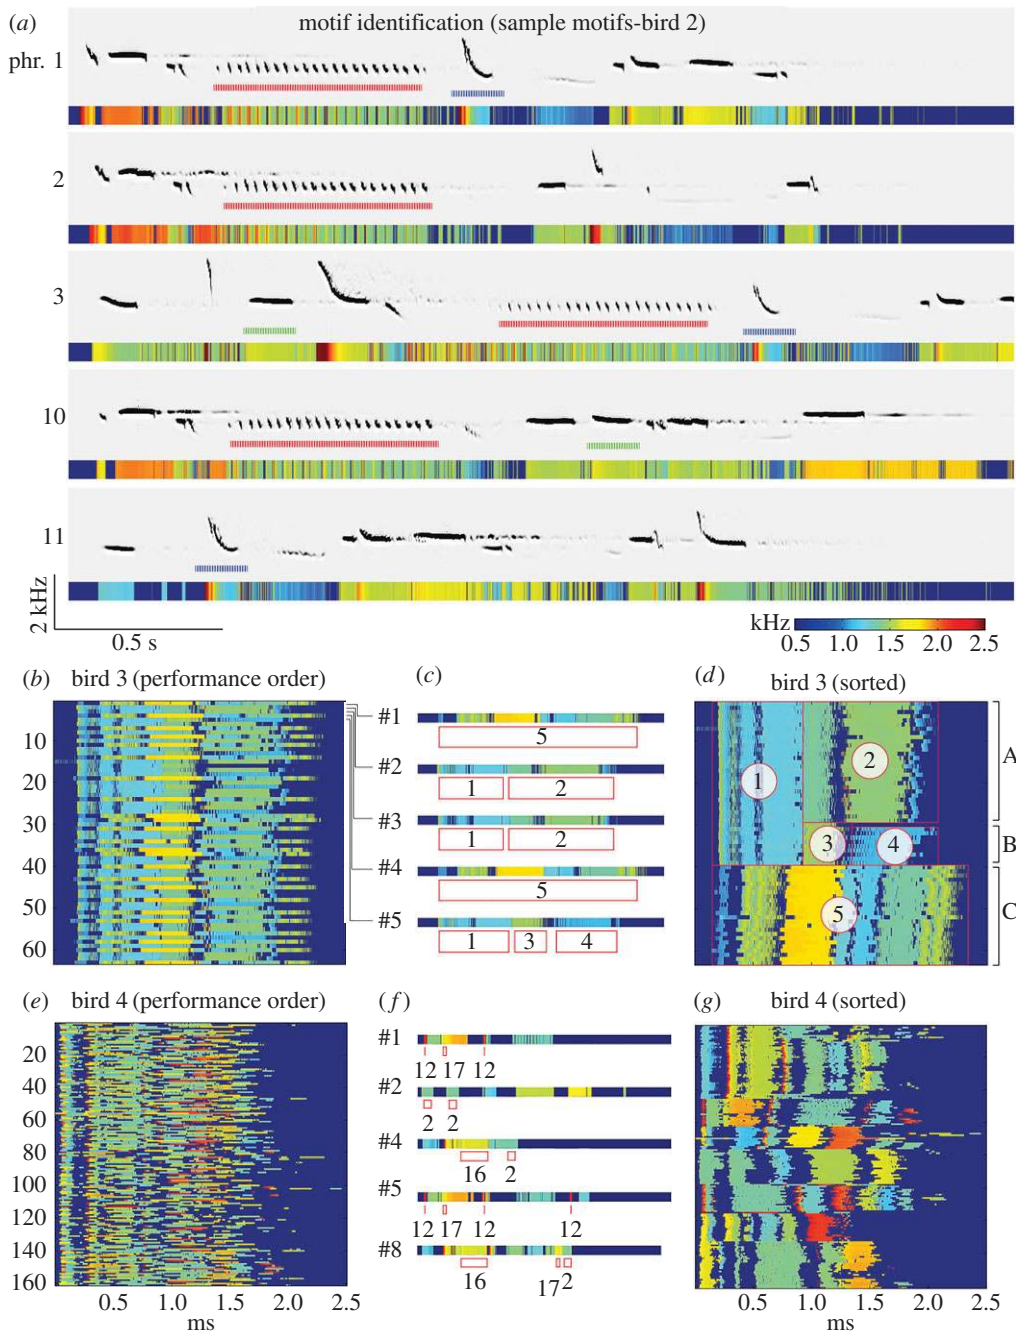 (a) motif identification (sample motifs-bird 2)
phr. 1
2
3
10
11
2 kHz
0.5 s
kHz
0.5 1.0 1.5 2.0 2.5
(b) bird 3 (performance order)
10
20
30
40
50
60
(c)
#1
5
#2
1 2
#3
1 2
#4
5
#5
1 3 4
(d) bird 3 (sorted)
1
2
3
4
5
A
B
C
(e) bird 4 (performance order)
20
40
60
80
100
120
140
160
0.5 1.0 1.5 2.0 2.5
ms
(f)
#1
12 17 12
#2
2 2
#4
16 2
#5
12 17 12 12
#8
16 17 2
(g) bird 4 (sorted)
0.5 1.0 1.5 2.0 2.5
ms